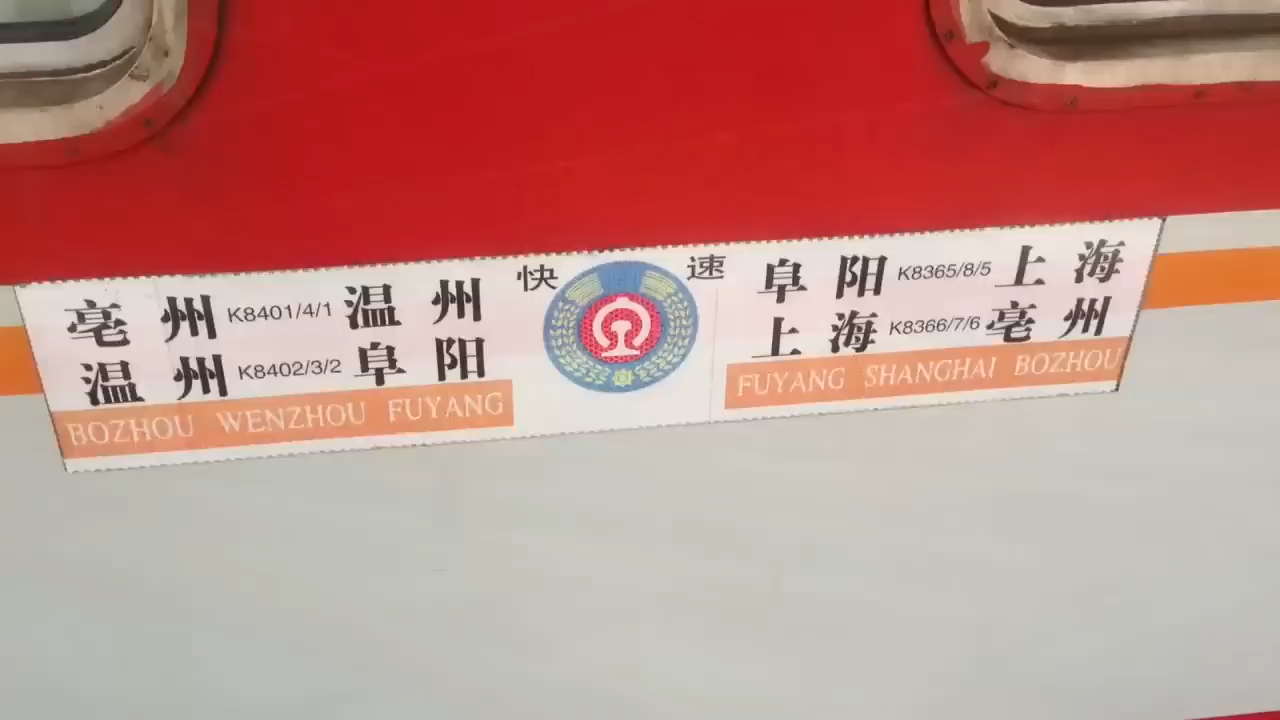 亳州 K8401/4/1 温州
温州 K8402/3/2 阜阳
BOZHOU WENZHOU FUYANG
快速
阜阳 K8365/8/5 上海
上海 K8366/7/6 亳州
FUYANG SHANGHAI BOZHOU